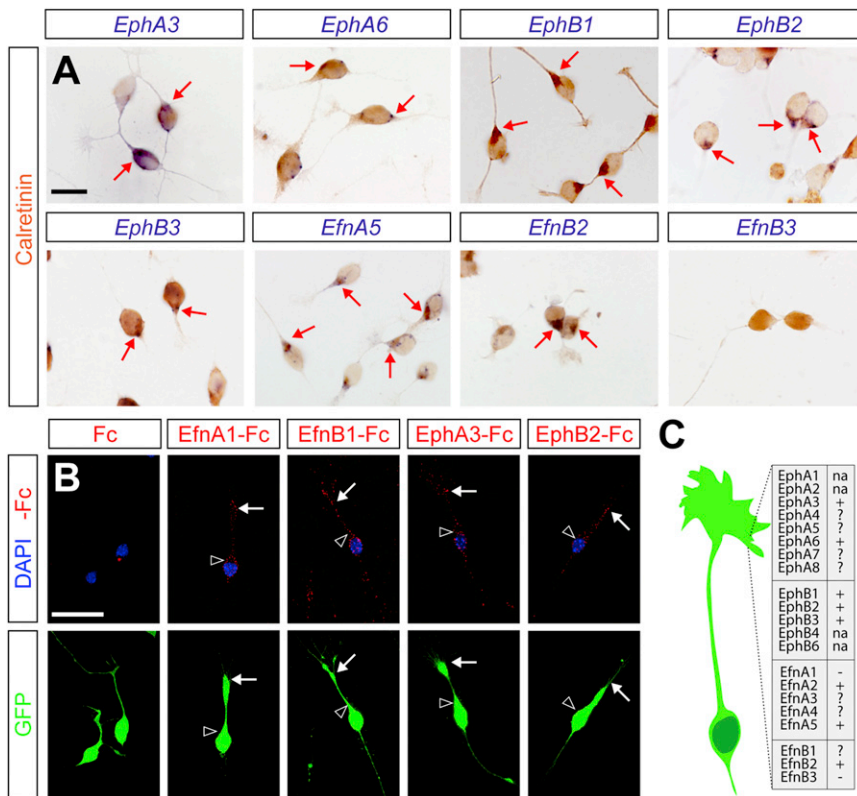 EphA3 EphA6 EphB1 EphB2
A
Calretinin
EphB3 EfnA5 EfnB2 EfnB3
Fc EfnA1-Fc EfnB1-Fc EphA3-Fc EphB2-Fc
B
DAPI -Fc
GFP
C
EphA1 na
EphA2 na
EphA3 +
EphA4 ?
EphA5 ?
EphA6 +
EphA7 ?
EphA8 ?
EphB1 +
EphB2 +
EphB3 +
EphB4 na
EphB6 na
EfnA1 -
EfnA2 +
EfnA3 ?
EfnA4 ?
EfnA5 +
EfnB1 ?
EfnB2 +
EfnB3 -